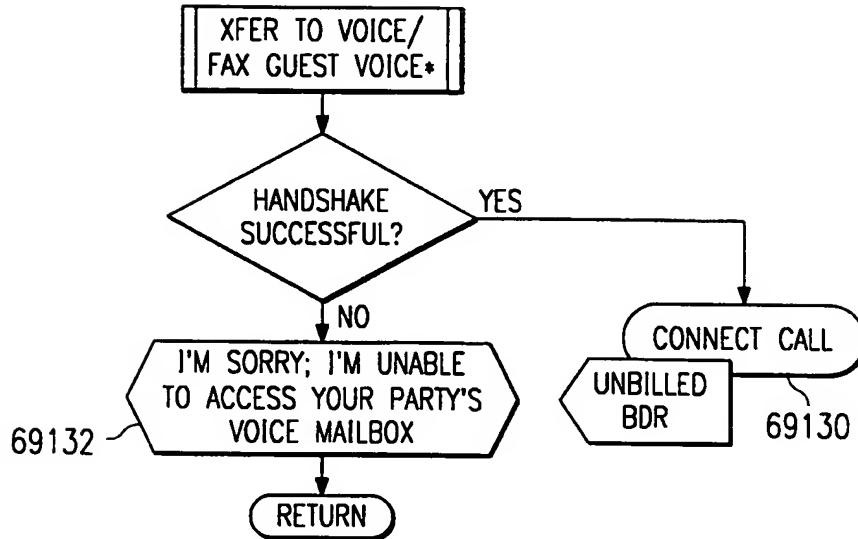 XFER TO VOICE/
FAX GUEST VOICE*
HANDSHAKE
SUCCESSFUL?
YES
NO
CONNECT CALL
UNBILLED
BDR
69130
I'M SORRY; I'M UNABLE
TO ACCESS YOUR PARTY'S
VOICE MAILBOX
69132
RETURN